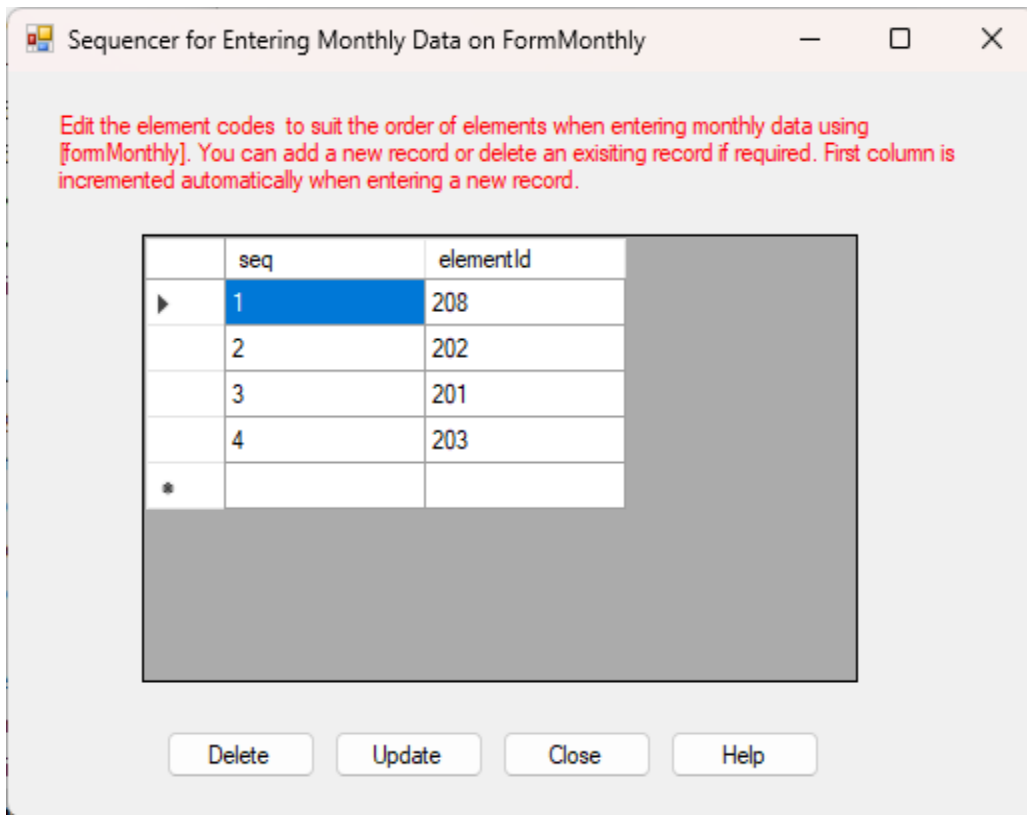 Sequencer for Entering Monthly Data on FormMonthly
Edit the element codes  to suit the order of elements when entering monthly data using
[formMonthly]. You can add a new record or delete an exisiting record if required. First column is
incremented automatically when entering a new record.
seq elementId
1 208
2 202
3 201
4 203
Delete Update Close Help